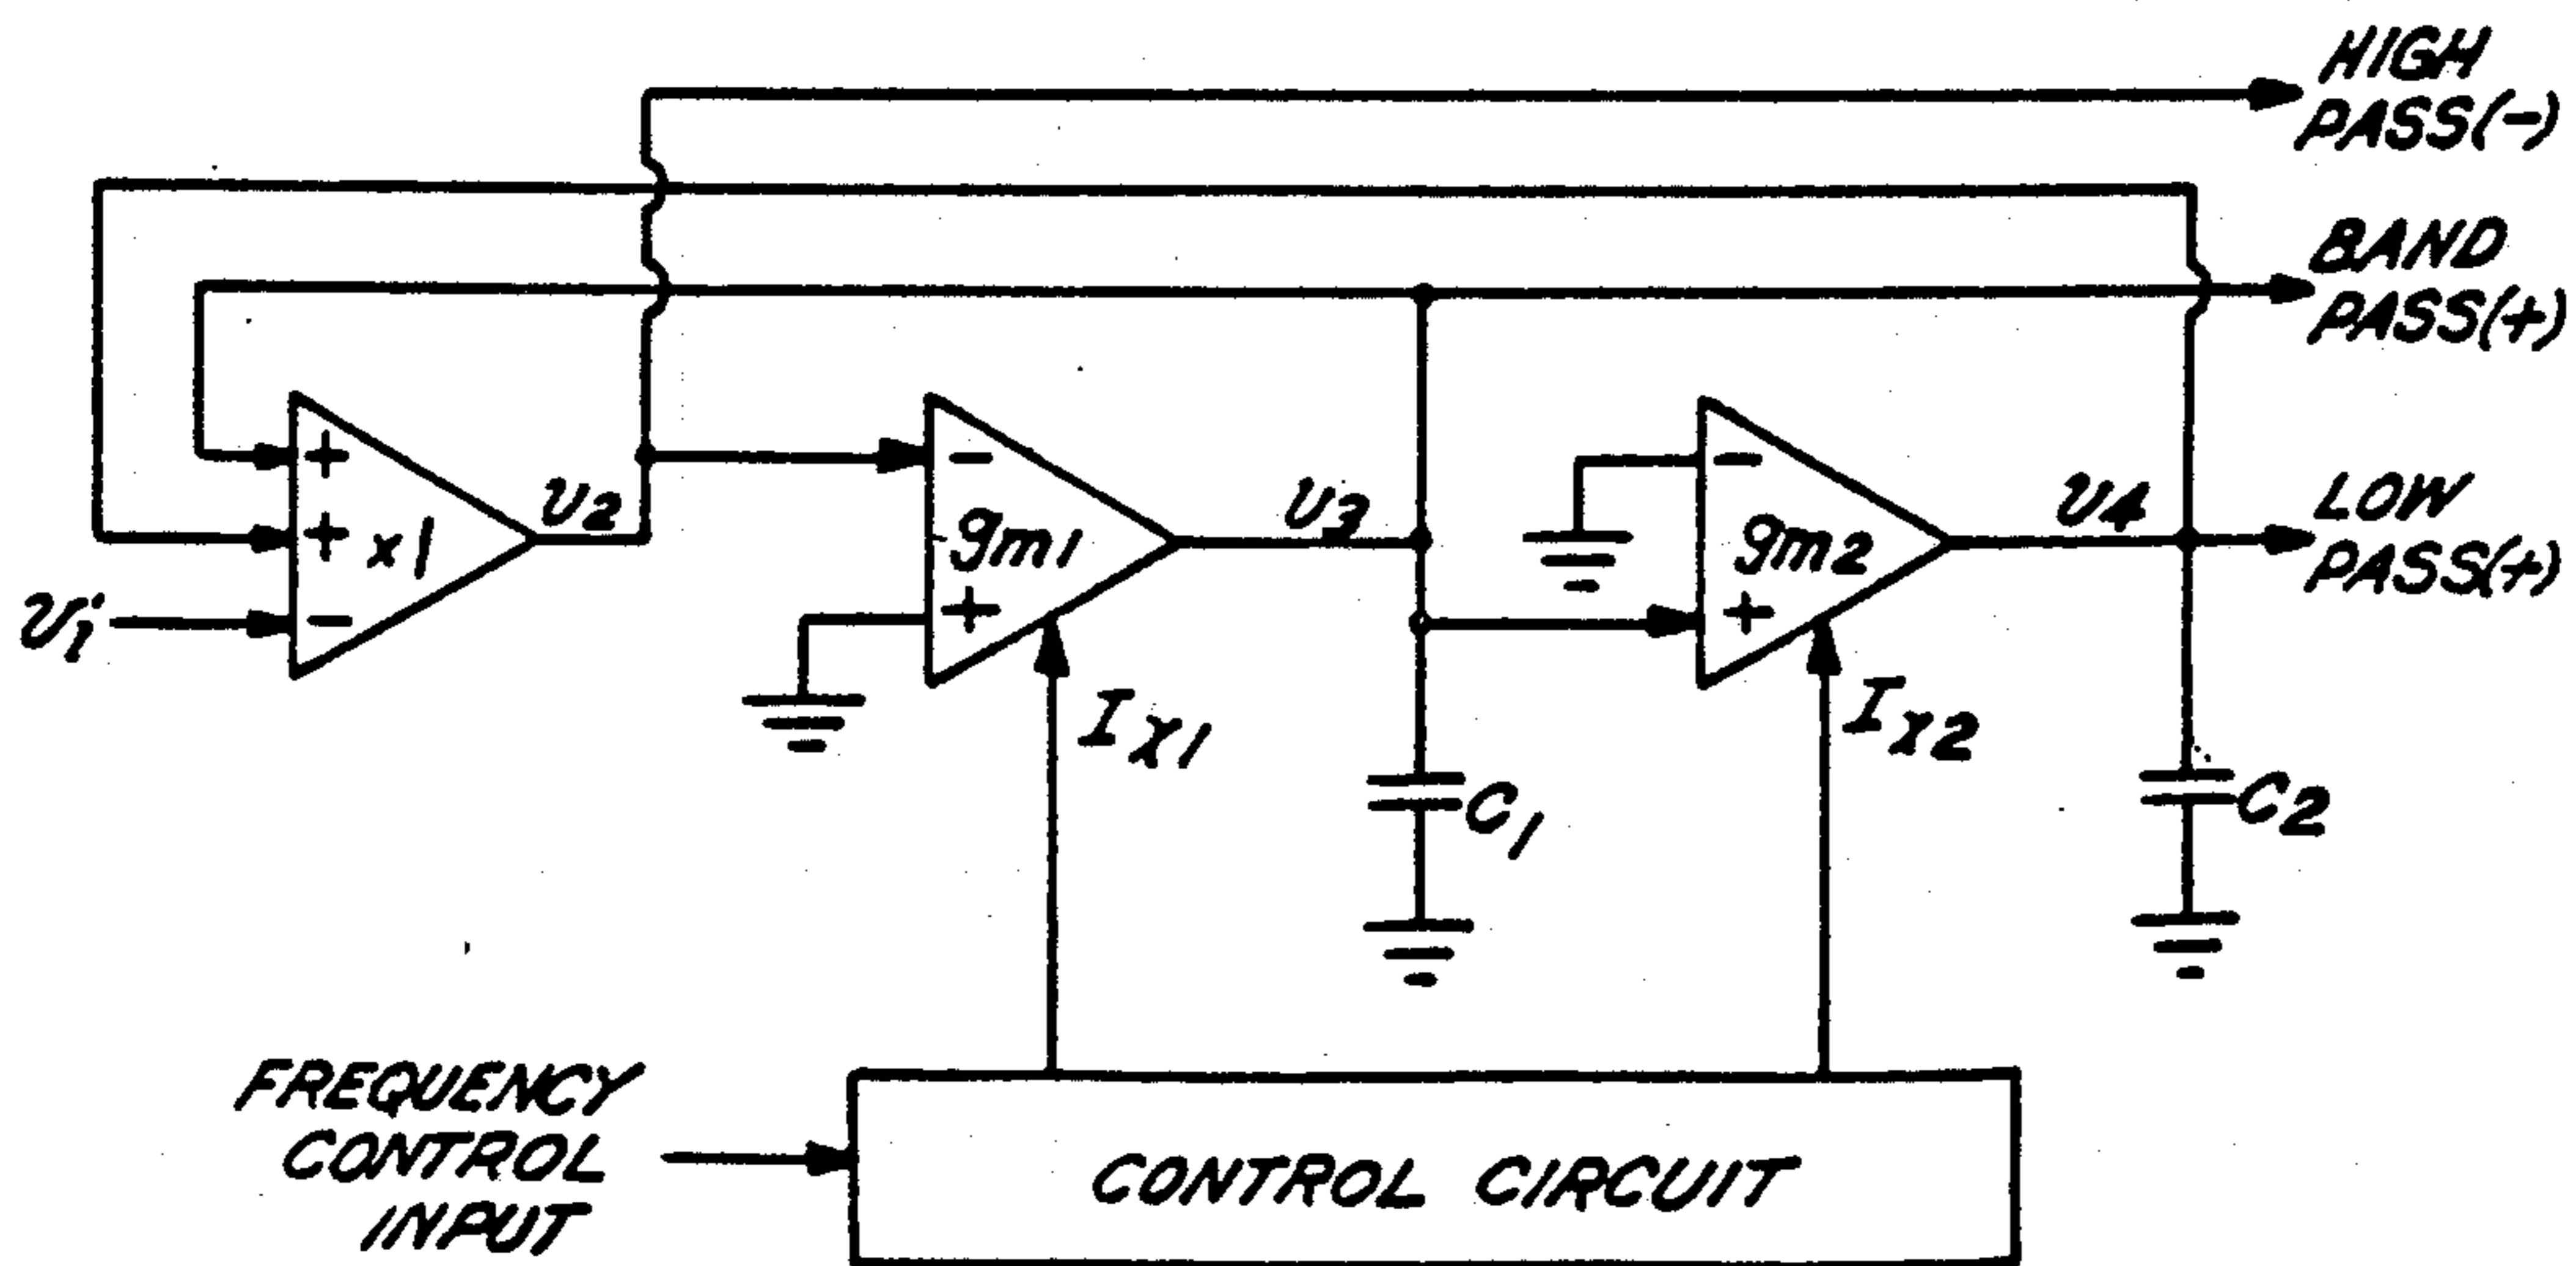 HIGH
PASS(-)
BAND
PASS(+)
LOW
PASS(+)
+
+ x1
-
vi
v2
-
gm1
+
v3
IX1
C1
-
gm2
+
v4
IX2
C2
FREQUENCY
CONTROL
INPUT
CONTROL CIRCUIT